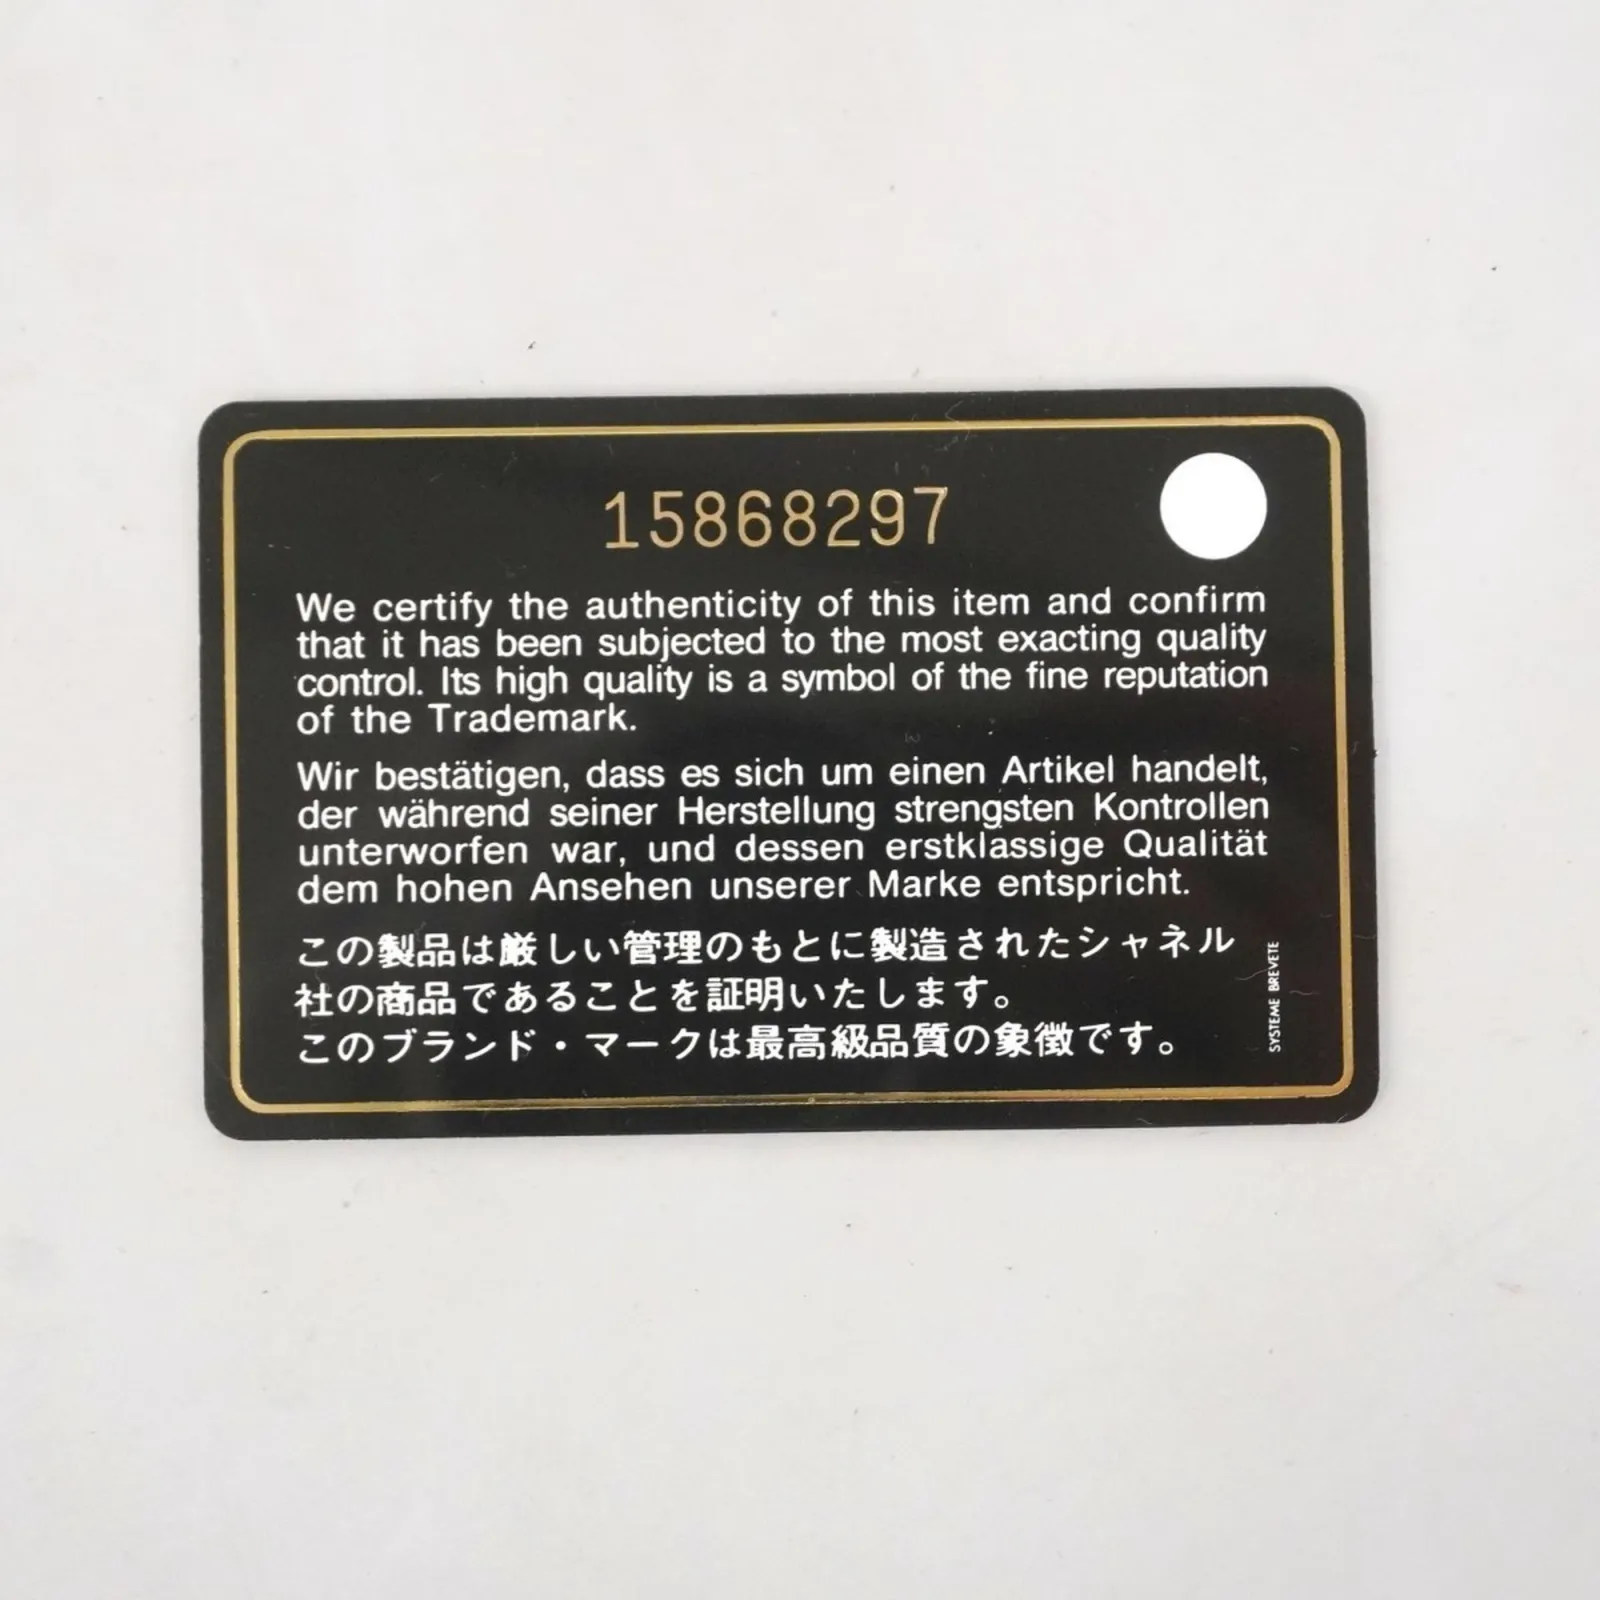 15868297
We certify the authenticity of this item and confirm
that it has been subjected to the most exacting quality
control. Its high quality is a symbol of the fine reputation
of the Trademark.
Wir bestätigen, dass es sich um einen Artikel handelt,
der während seiner Herstellung strengsten Kontrollen
unterworfen war, und dessen erstklassige Qualität
dem hohen Ansehen unserer Marke entspricht.
この製品は厳しい管理のもとに製造されたシャネル
社の商品であることを証明いたします。
このブランド・マークは最高級品質の象徴です。
SYSTEME BREVETE